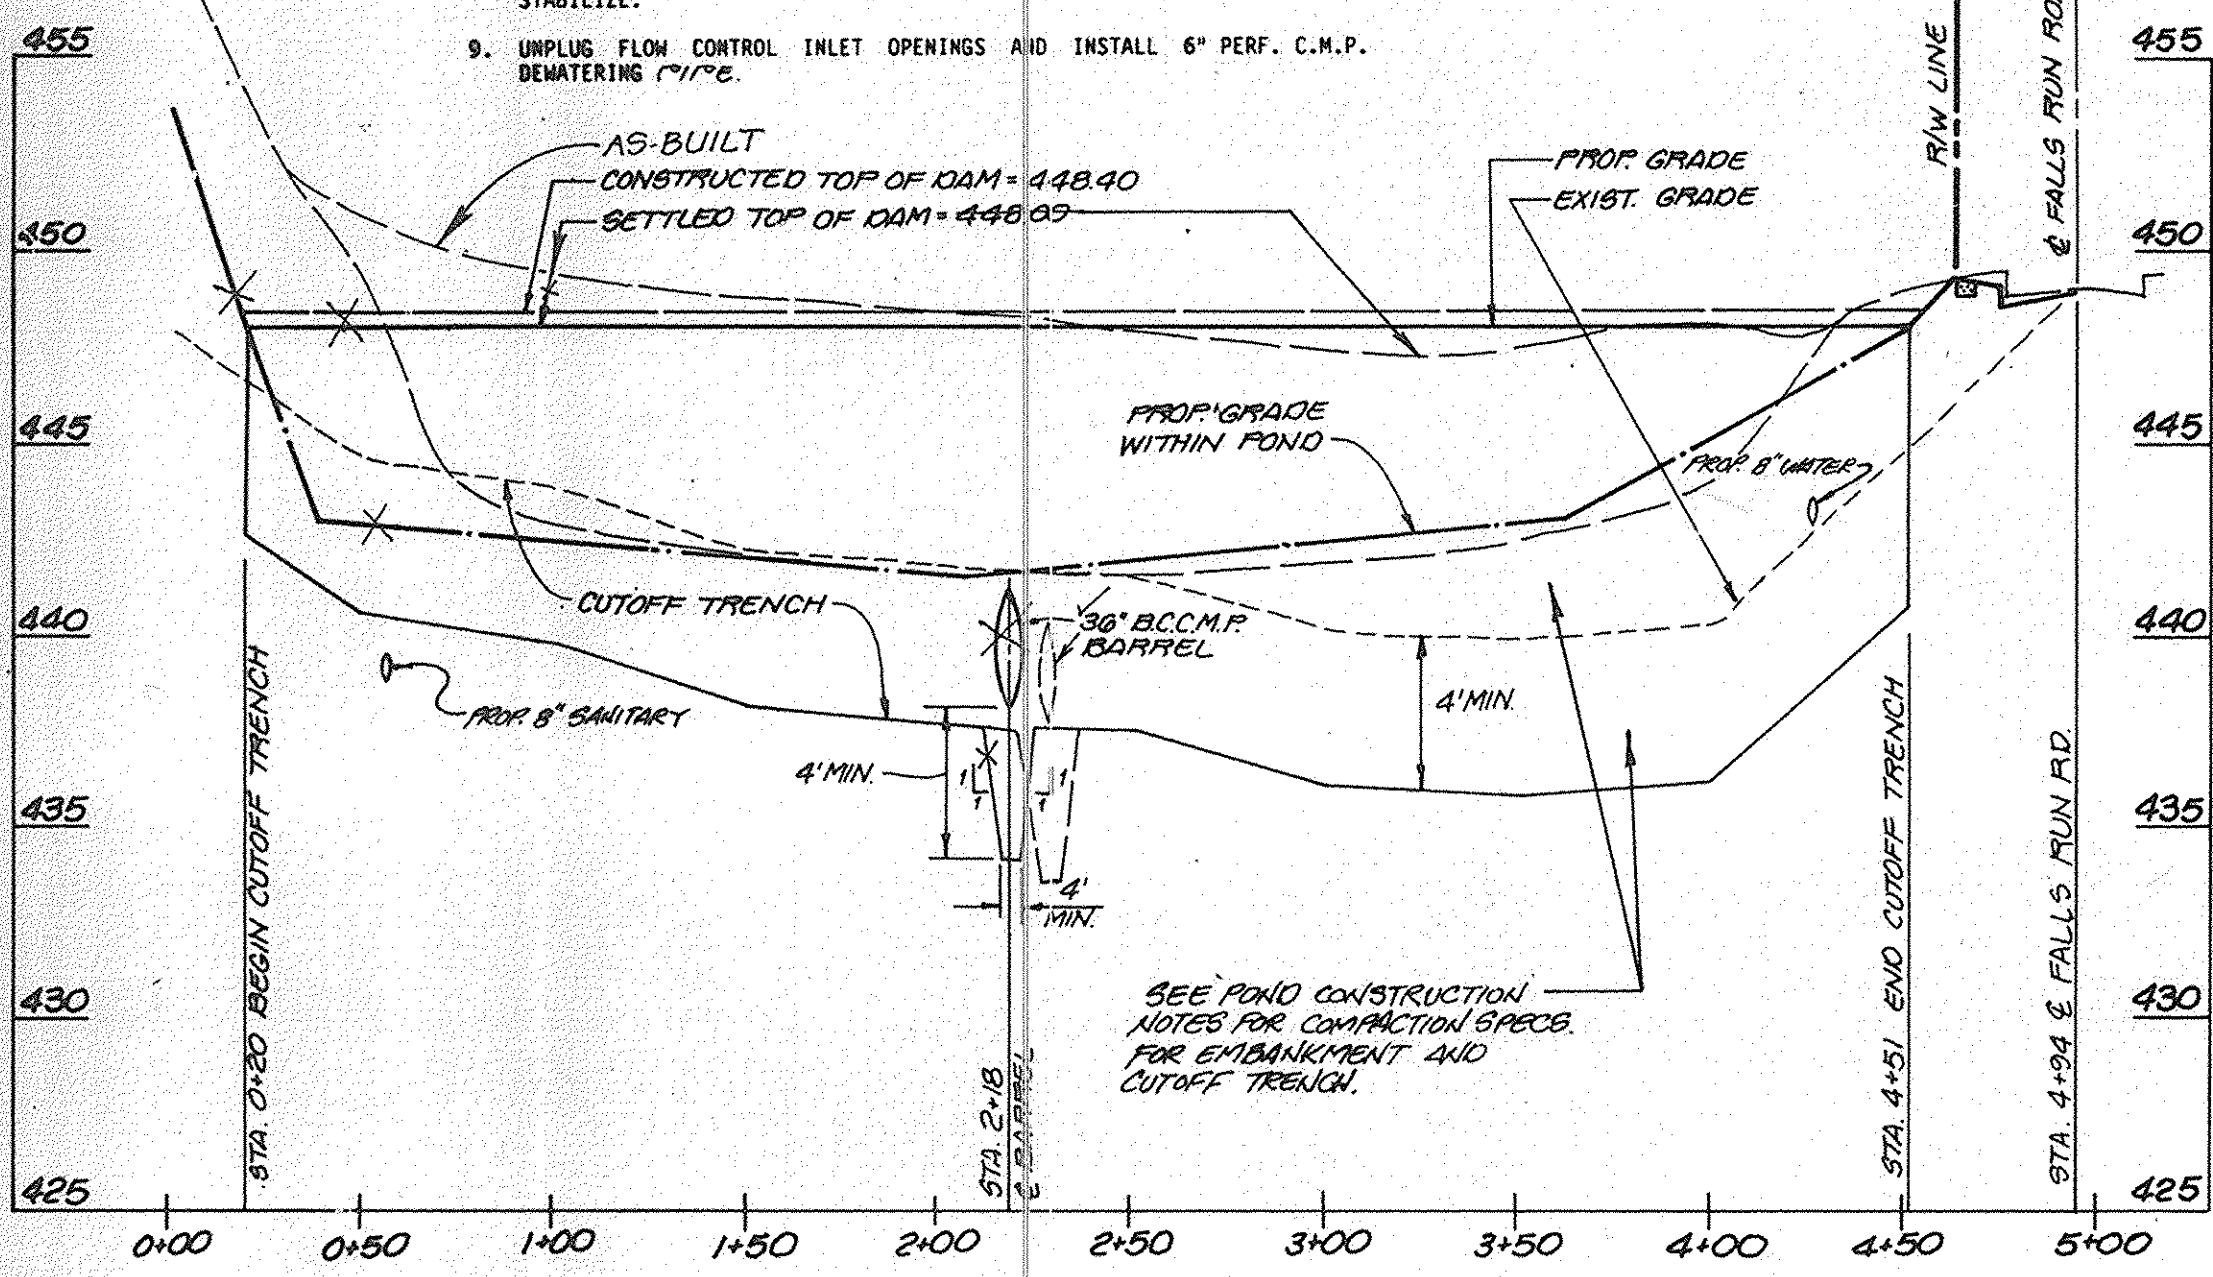 STABILIZE.
9. UNPLUG FLOW CONTROL INLET OPENINGS AND INSTALL 6" PERF. C.M.P.
DEWATERING PIPE.
455
455
R/W LINE
℄ FALLS RUN RO
AS-BUILT
CONSTRUCTED TOP OF DAM = 448.40
SETTLED TOP OF DAM = 448.09
PROP. GRADE
EXIST. GRADE
450
450
445
445
PROP. GRADE
WITHIN POND
PROP. 8" WATER
440
440
CUTOFF TRENCH
36" B.C.C.M.P.
BARREL
PROP. 8" SANITARY
4' MIN.
4' MIN.
1
1
1
1
4'
MIN.
435
435
430
430
SEE POND CONSTRUCTION
NOTES FOR COMPACTION SPECS.
FOR EMBANKMENT AND
CUTOFF TRENCH.
STA. 0+20 BEGIN CUTOFF TRENCH
STA. 2+18
℄ BARREL
STA. 4+51 END CUTOFF TRENCH
STA. 4+94 ℄ FALLS RUN RD.
425
425
0+00
0+50
1+00
1+50
2+00
2+50
3+00
3+50
4+00
4+50
5+00